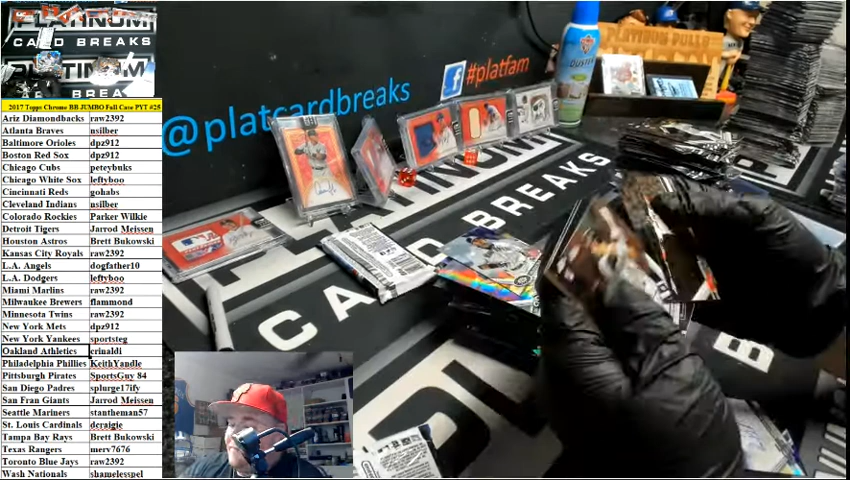 PLATINUM
CARD BREAKS
2017 Topps Chrome BB JUMBO Full Case PYT #25
Ariz Diamondbacks raw2392
Atlanta Braves nsilber
Baltimore Orioles dpz912
Boston Red Sox dpz912
Chicago Cubs peteybuks
Chicago White Sox leftyboo
Cincinnati Reds gohabs
Cleveland Indians nsilber
Colorado Rockies Parker Wilkie
Detroit Tigers Jarrod Meissen
Houston Astros Brett Bukowski
Kansas City Royals raw2392
L.A. Angels dogfather10
L.A. Dodgers leftyboo
Miami Marlins raw2392
Milwaukee Brewers flammond
Minnesota Twins raw2392
New York Mets dpz912
New York Yankees sportsteg
Oakland Athletics crinaldi
Philadelphia Phillies KeithYandle
Pittsburgh Pirates SportsGuy 84
San Diego Padres splurge17ify
San Fran Giants Jarrod Meissen
Seattle Mariners stantheman57
St. Louis Cardinals dcraigie
Tampa Bay Rays Brett Bukowski
Texas Rangers merv7676
Toronto Blue Jays raw2392
Wash Nationals shamelesspel
@platcardbreaks
f #platfam
PLATINUM PULLS
DUSTER
PLATINUM
CARD BREAKS